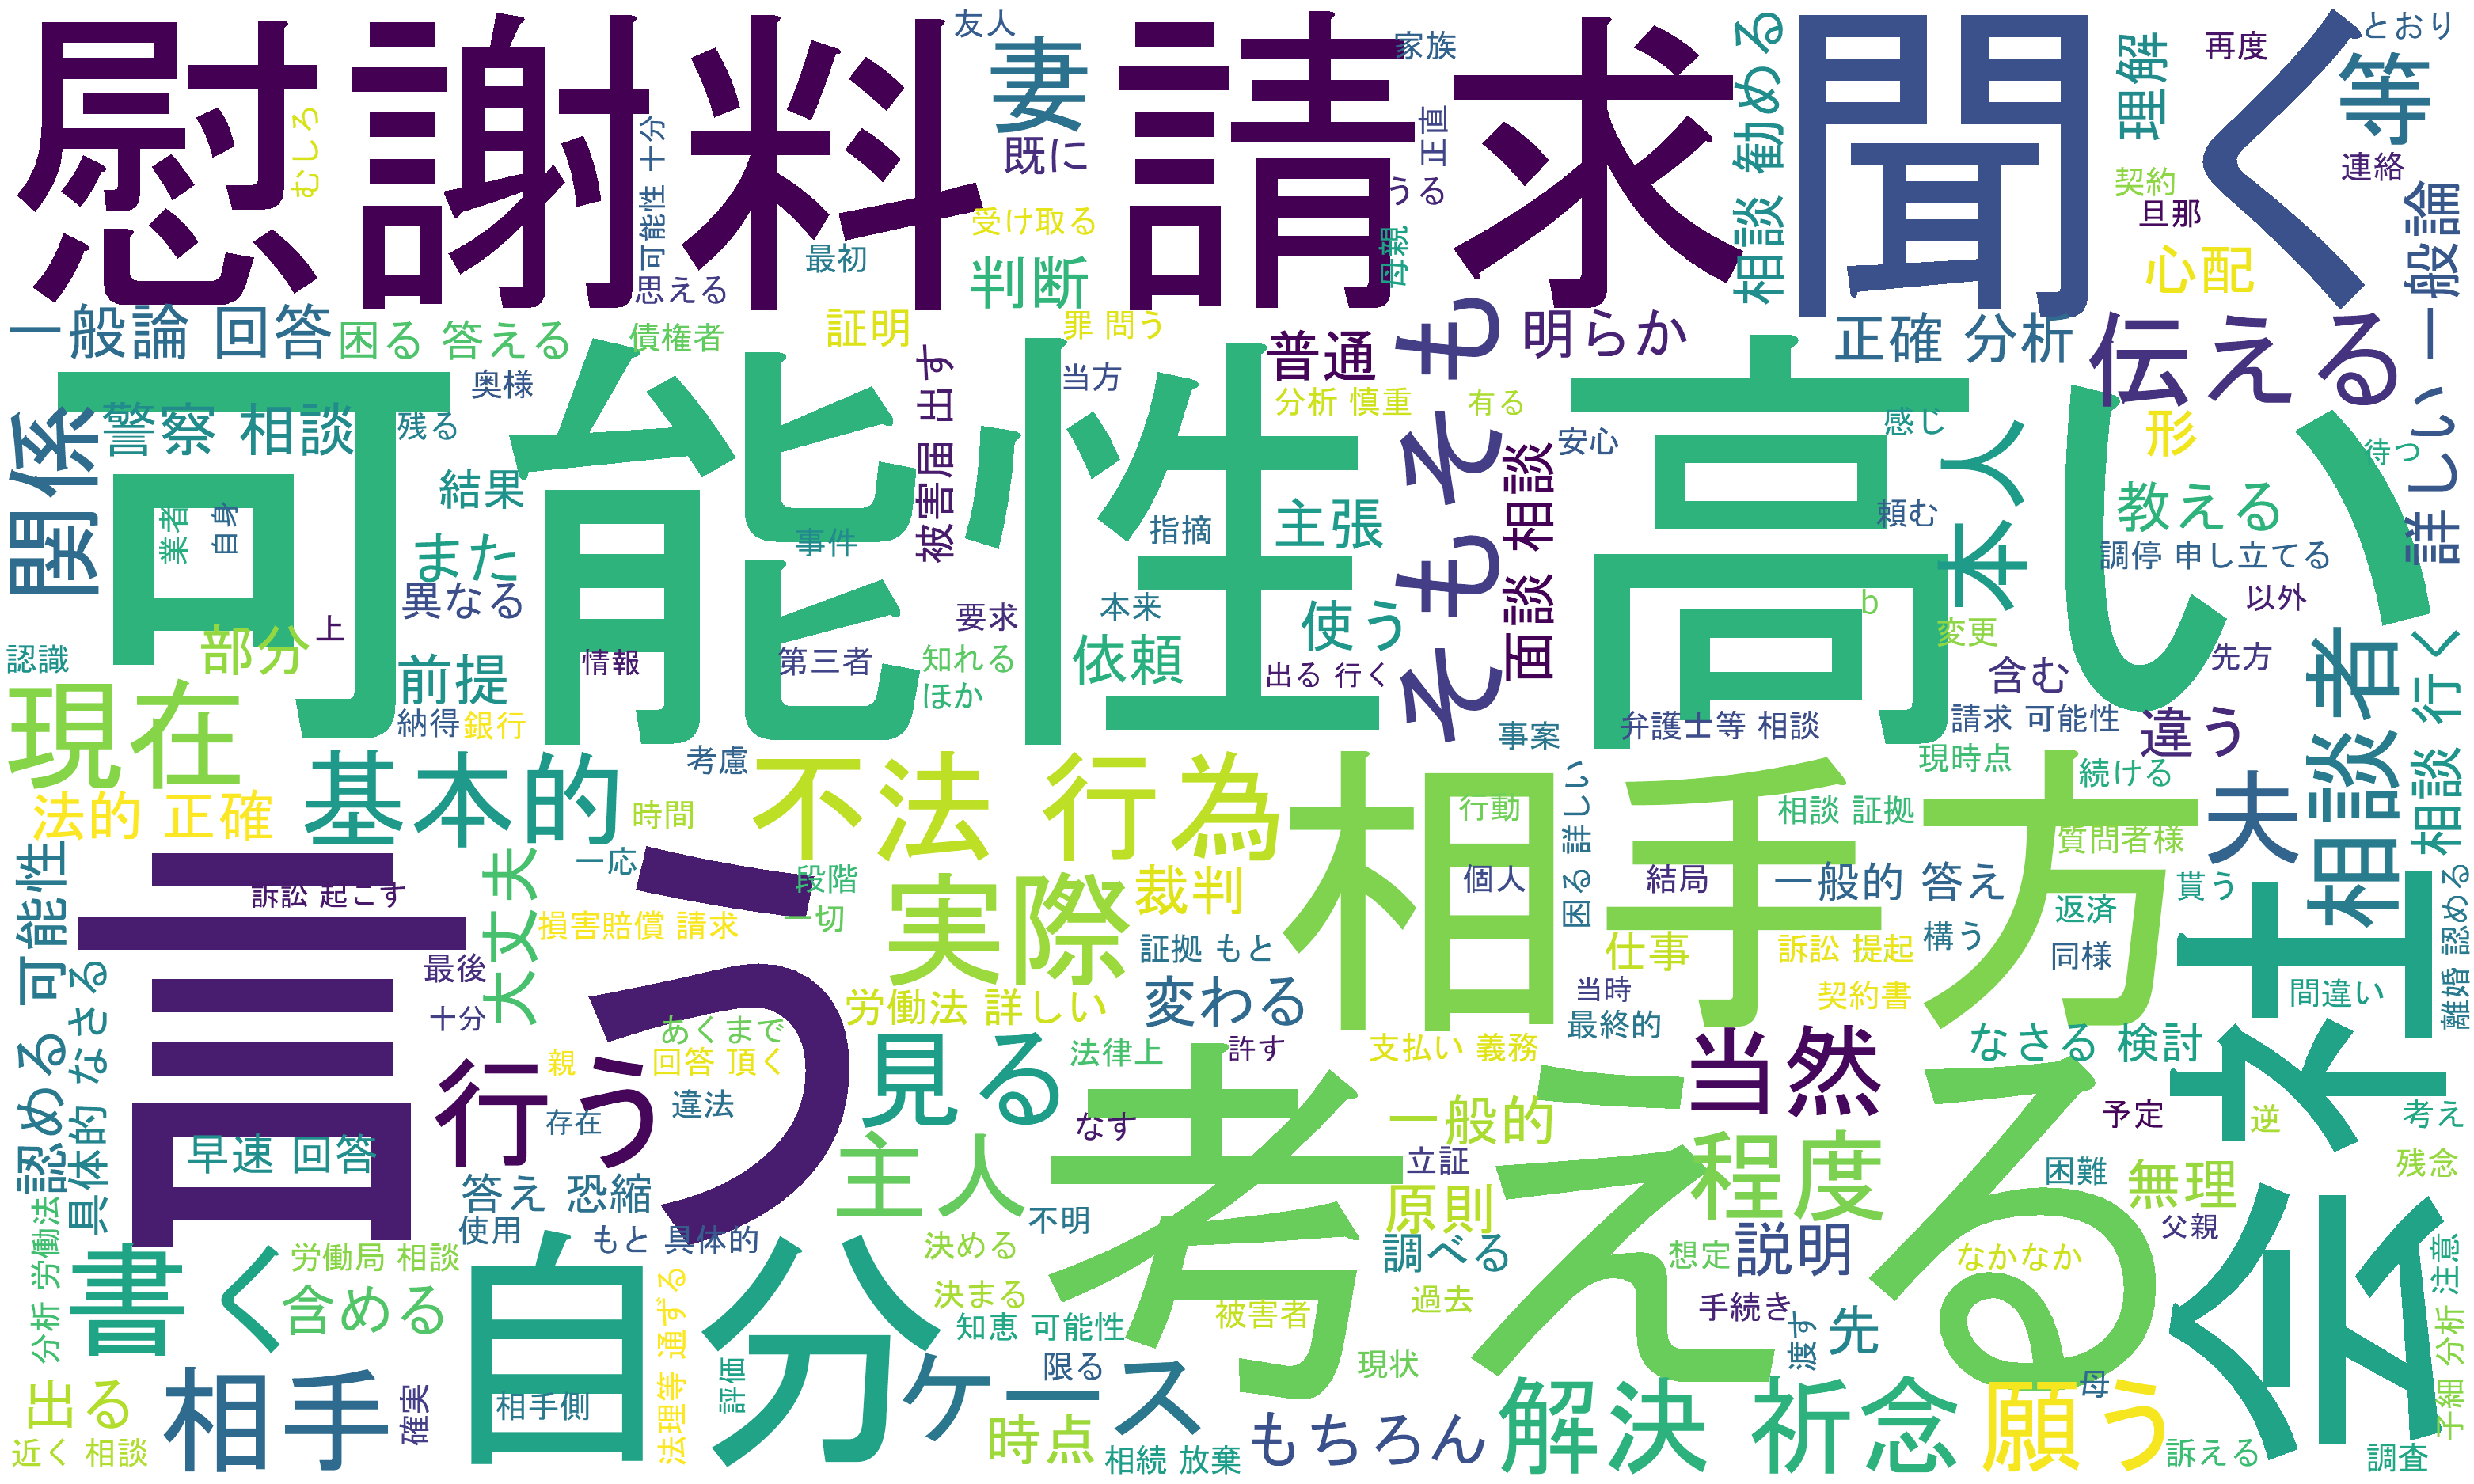 慰謝料 請求
聞く
可能性 高い
言う
考える
相手方
自分
会社
友人
妻
既に
家族
相談 勧める
理解
とおり
再度
等
連絡
契約
旦那
心配
一般論
詳しい
むしろ
可能性 十分
思える
最初
受け取る
判断
正直
うる
母親
一般論 回答
困る 答える
債権者
証明
罪 問う
普通
そもそも
明らか
正確 分析
伝える
関係
警察 相談
奥様
残る
当方
分析 慎重
有る
安心
感じ
形
待つ
本人
結果
業者
自身
また
異なる
被害届 出す
事件
指摘
主張
面談 相談
頼む
教える
調停 申し立てる
以外
認識
部分
上
前提
情報
第三者
要求
本来
知れる
ほか
依頼
使う
出る 行く
b
変更
含む
先方
相談者
相談 行く
現在
納得
銀行
考慮
事案
弁護士等 相談
請求 可能性
違う
現時点
続ける
法的 正確
基本的
時間
不法 行為
行動
困る 詳しい
相談 証拠
質問者様
夫
認める 可能性
訴訟 起こす
大丈夫
一応
段階
一切
損害賠償 請求
実際
裁判
個人
結局
一般的 答え
返済
貰う
離婚 認める
最後
十分
証拠 もと
仕事
訴訟 提起
構う
同様
契約書
間違い
具体的 なさる
労働法 詳しい
変わる
当時
最終的
あくまで
回答 頂く
親
行う
見る
法律上
許す
支払い 義務
当然
なさる 検討
違法
存在
なす
一般的
予定
逆
考え
早速 回答
答え 恐縮
主人
立証
程度
困難
無理
残念
使用
もと 具体的
不明
原則
父親
分析 労働法
書く
労働局 相談
含める
決める
決まる
調べる
想定
説明
なかなか
注意
法理等 通ずる
知恵 可能性
被害者
過去
手続き
渡す
先
子細 分析
出る
近く 相談
相手
確実
相手側
評価
ケース
限る
現状
時点
相続 放棄
もちろん
解決 祈念
願う
母
訴える
調査